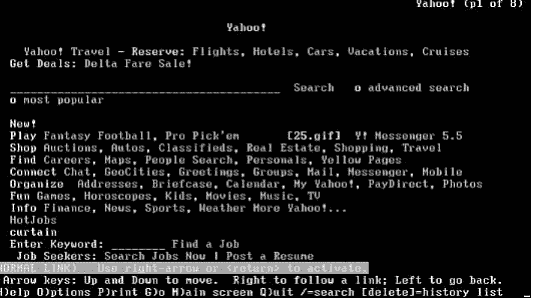 Yahoo! (p1 of 8)
Yahoo!
Yahoo! Travel - Reserve: Flights, Hotels, Cars, Vacations, Cruises
Get Deals: Delta Fare Sale!
________________________________________ Search o advanced search
o most popular
New!
Play Fantasy Football, Pro Pick'em [25.gif] Y! Messenger 5.5
Shop Auctions, Autos, Classifieds, Real Estate, Shopping, Travel
Find Careers, Maps, People Search, Personals, Yellow Pages
Connect Chat, GeoCities, Greetings, Groups, Mail, Messenger, Mobile
Organize Addresses, Briefcase, Calendar, My Yahoo!, PayDirect, Photos
Fun Games, Horoscopes, Kids, Movies, Music, TV
Info Finance, News, Sports, Weather More Yahoo!...
HotJobs
curtain
Enter Keyword: ________ Find a Job
Job Seekers: Search Jobs Now | Post a Resume
(NORMAL LINK) Use right-arrow or <return> to activate.
Arrow keys: Up and Down to move. Right to follow a link; Left to go back.
H)elp O)ptions P)rint G)o M)ain screen Q)uit /=search [delete]=history list